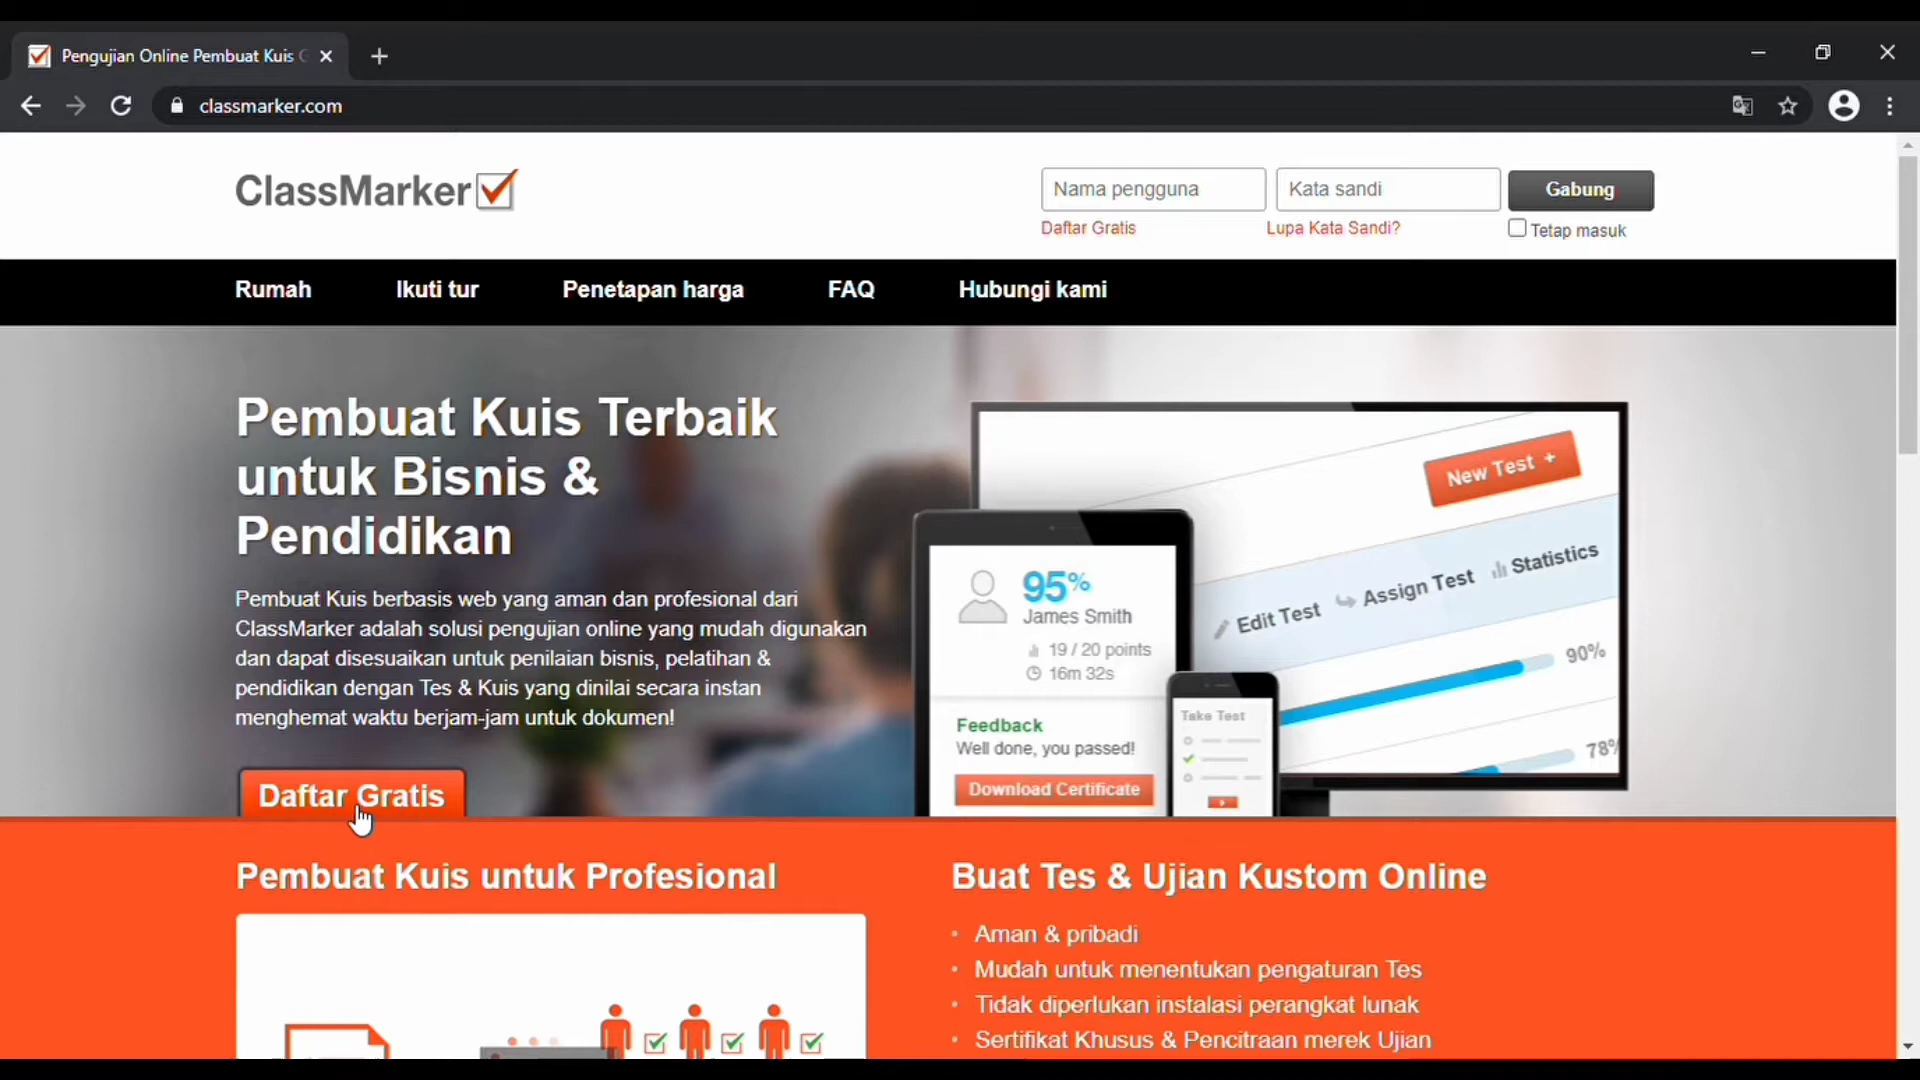 Pengujian Online Pembuat Kuis
classmarker.com
ClassMarker
Nama pengguna
Kata sandi
Gabung
Daftar Gratis
Lupa Kata Sandi?
Tetap masuk
Rumah
Ikuti tur
Penetapan harga
FAQ
Hubungi kami
Pembuat Kuis Terbaik
untuk Bisnis &
Pendidikan
Pembuat Kuis berbasis web yang aman dan profesional dari
ClassMarker adalah solusi pengujian online yang mudah digunakan
dan dapat disesuaikan untuk penilaian bisnis, pelatihan &
pendidikan dengan Tes & Kuis yang dinilai secara instan
menghemat waktu berjam-jam untuk dokumen!
Daftar Gratis
New Test +
Edit Test
Assign Test
Statistics
90%
78%
95%
James Smith
19 / 20 points
16m 32s
Feedback
Well done, you passed!
Download Certificate
Take Test
Pembuat Kuis untuk Profesional
Buat Tes & Ujian Kustom Online
• Aman & pribadi
• Mudah untuk menentukan pengaturan Tes
• Tidak diperlukan instalasi perangkat lunak
• Sertifikat Khusus & Pencitraan merek Ujian